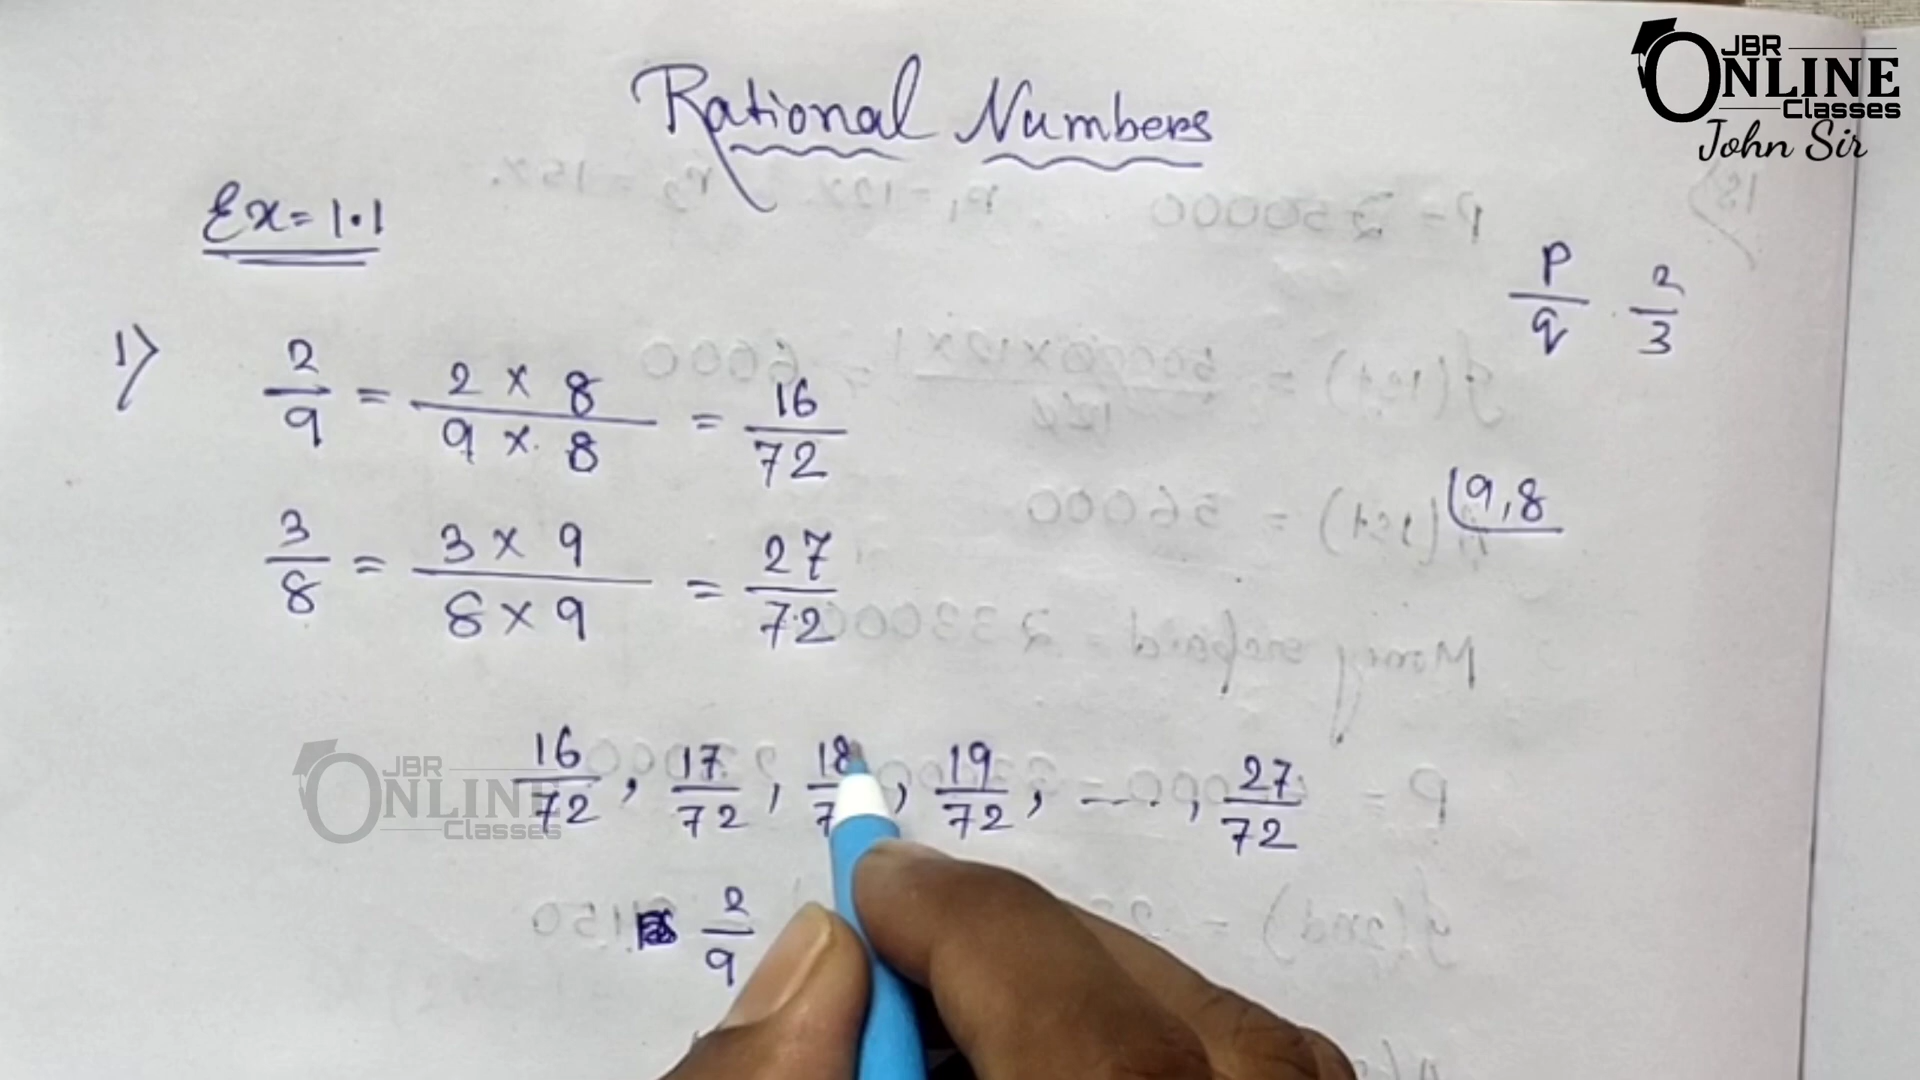 JBR
ONLINE
Classes
John Sir
Rational Numbers
Ex = 1.1
P/q 2/3
1) 2/9 = 2 × 8 / 9 × 8 = 16/72
9,8
3/8 = 3 × 9 / 8 × 9 = 27/72
16/72, 17/72, 18/7, 19/72, ....., 27/72
JBR
ONLINE
Classes
2/9